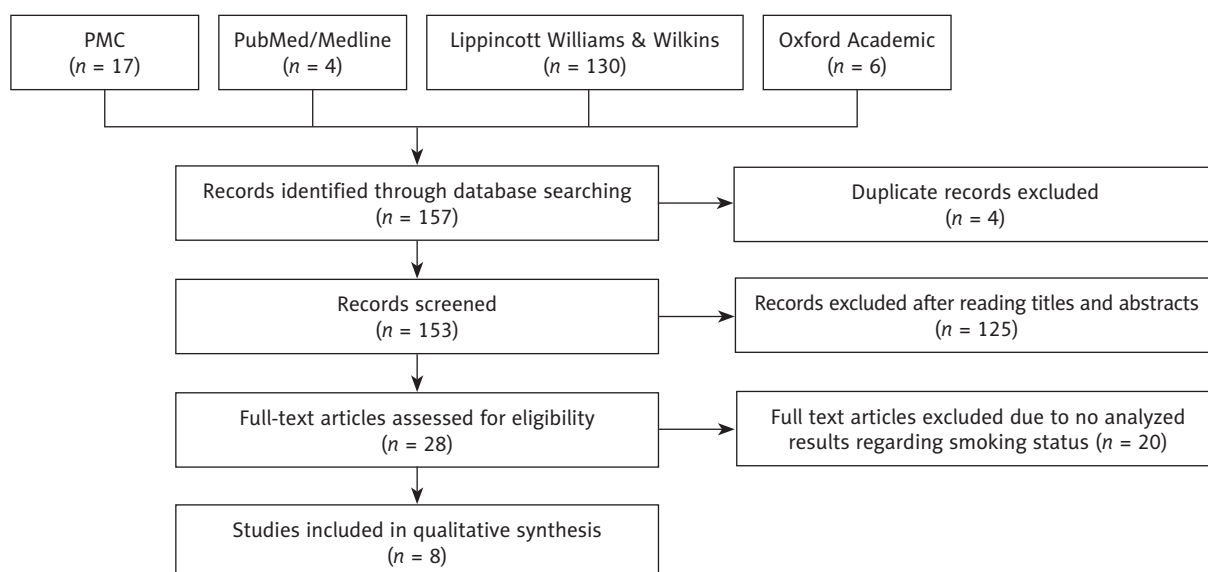 PMC
(n = 17)
PubMed/Medline
(n = 4)
Lippincott Williams & Wilkins
(n = 130)
Oxford Academic
(n = 6)
Records identified through database searching
(n = 157)
Duplicate records excluded
(n = 4)
Records screened
(n = 153)
Records excluded after reading titles and abstracts
(n = 125)
Full-text articles assessed for eligibility
(n = 28)
Full text articles excluded due to no analyzed
results regarding smoking status (n = 20)
Studies included in qualitative synthesis
(n = 8)